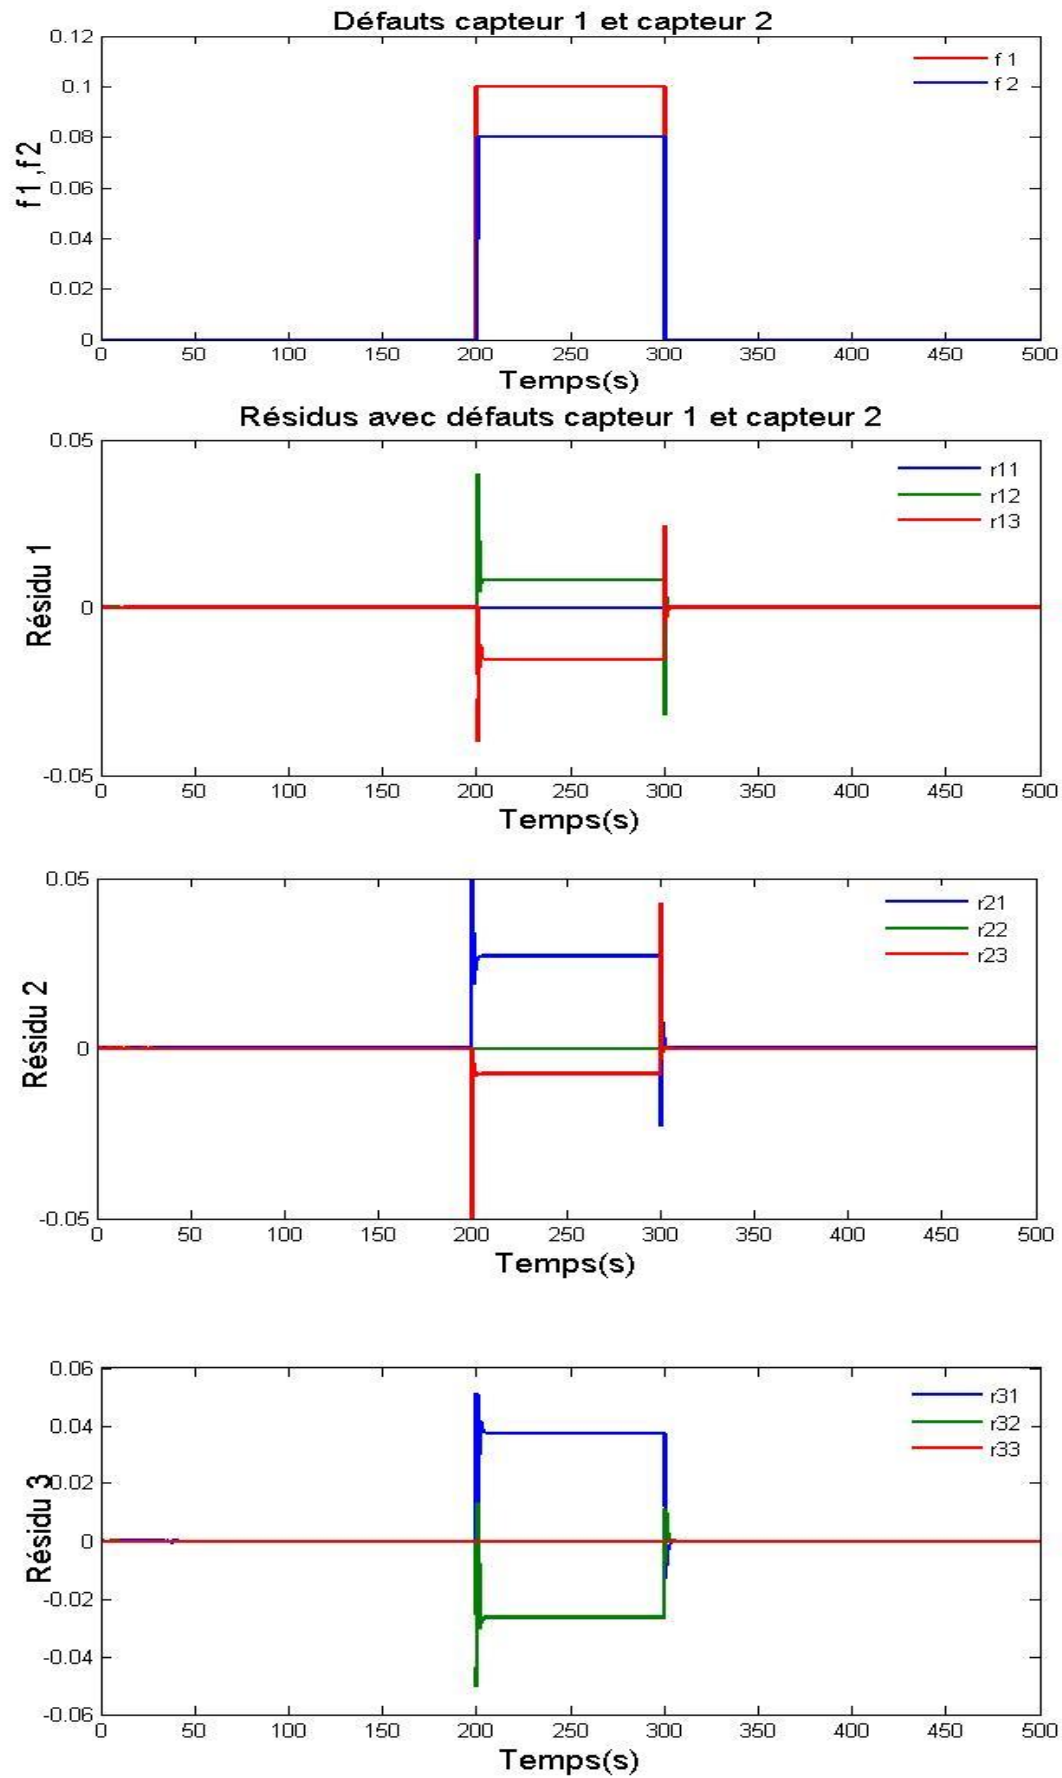 Défauts capteur 1 et capteur 2
0.12
0.1
0.08
0.06
0.04
0.02
0
f1,f2
f 1
f 2
0 50 100 150 200 250 300 350 400 450 500
Temps(s)
Résidus avec défauts capteur 1 et capteur 2
0.05
0
-0.05
Résidu 1
r11
r12
r13
0 50 100 150 200 250 300 350 400 450 500
Temps(s)
0.05
0
-0.05
Résidu 2
r21
r22
r23
0 50 100 150 200 250 300 350 400 450 500
Temps(s)
0.06
0.04
0.02
0
-0.02
-0.04
-0.06
Résidu 3
r31
r32
r33
0 50 100 150 200 250 300 350 400 450 500
Temps(s)